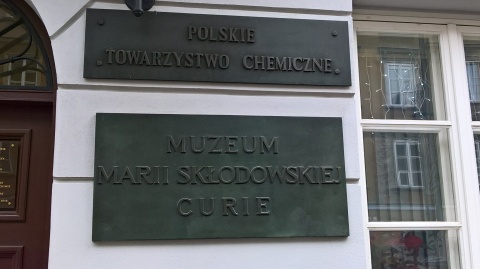 POLSKIE
TOWARZYSTWO CHEMICZNE
MUZEUM
MARII SKŁODOWSKIEJ
CURIE